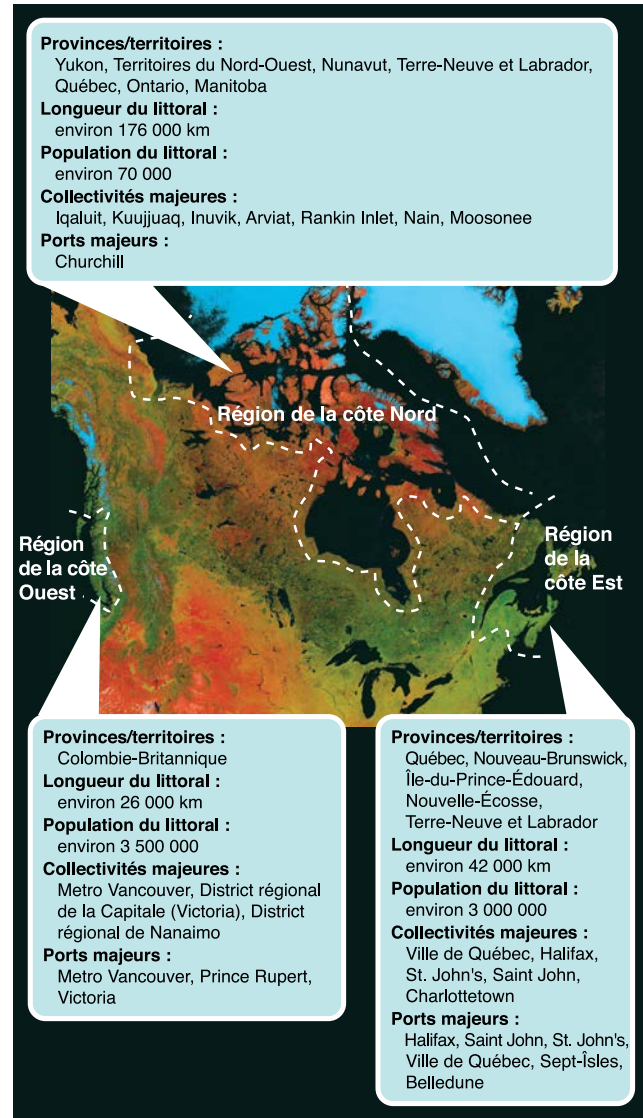 Provinces/territoires :
Yukon, Territoires du Nord-Ouest, Nunavut, Terre-Neuve et Labrador,
Québec, Ontario, Manitoba
Longueur du littoral :
environ 176 000 km
Population du littoral :
environ 70 000
Collectivités majeures :
Iqaluit, Kuujjuaq, Inuvik, Arviat, Rankin Inlet, Nain, Moosonee
Ports majeurs :
Churchill
Région de la côte Nord
Région
de la côte
Ouest
Région
de la
côte Est
Provinces/territoires :
Colombie-Britannique
Longueur du littoral :
environ 26 000 km
Population du littoral :
environ 3 500 000
Collectivités majeures :
Metro Vancouver, District régional
de la Capitale (Victoria), District
régional de Nanaimo
Ports majeurs :
Metro Vancouver, Prince Rupert,
Victoria
Provinces/territoires :
Québec, Nouveau-Brunswick,
Île-du-Prince-Édouard,
Nouvelle-Écosse,
Terre-Neuve et Labrador
Longueur du littoral :
environ 42 000 km
Population du littoral :
environ 3 000 000
Collectivités majeures :
Ville de Québec, Halifax,
St. John's, Saint John,
Charlottetown
Ports majeurs :
Halifax, Saint John, St. John's,
Ville de Québec, Sept-Îsles,
Belledune